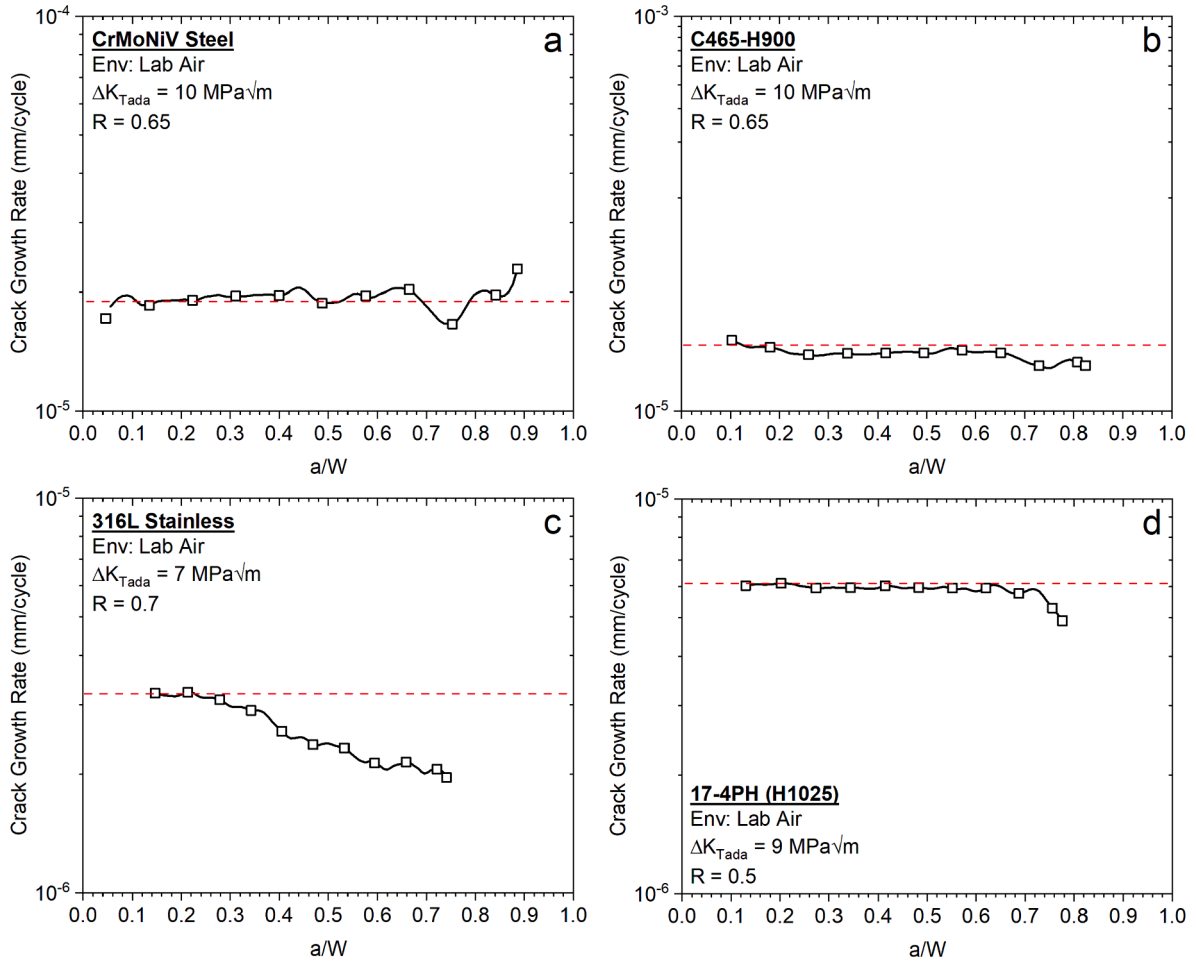 a
CrMoNiV Steel
Env: Lab Air
ΔK_Tada = 10 MPa√m
R = 0.65
10⁻⁴
10⁻⁵
Crack Growth Rate (mm/cycle)
0.0 0.1 0.2 0.3 0.4 0.5 0.6 0.7 0.8 0.9 1.0
a/W
b
C465-H900
Env: Lab Air
ΔK_Tada = 10 MPa√m
R = 0.65
10⁻³
10⁻⁵
Crack Growth Rate (mm/cycle)
0.0 0.1 0.2 0.3 0.4 0.5 0.6 0.7 0.8 0.9 1.0
a/W
c
316L Stainless
Env: Lab Air
ΔK_Tada = 7 MPa√m
R = 0.7
10⁻⁵
10⁻⁶
Crack Growth Rate (mm/cycle)
0.0 0.1 0.2 0.3 0.4 0.5 0.6 0.7 0.8 0.9 1.0
a/W
d
17-4PH (H1025)
Env: Lab Air
ΔK_Tada = 9 MPa√m
R = 0.5
10⁻⁵
10⁻⁶
Crack Growth Rate (mm/cycle)
0.0 0.1 0.2 0.3 0.4 0.5 0.6 0.7 0.8 0.9 1.0
a/W